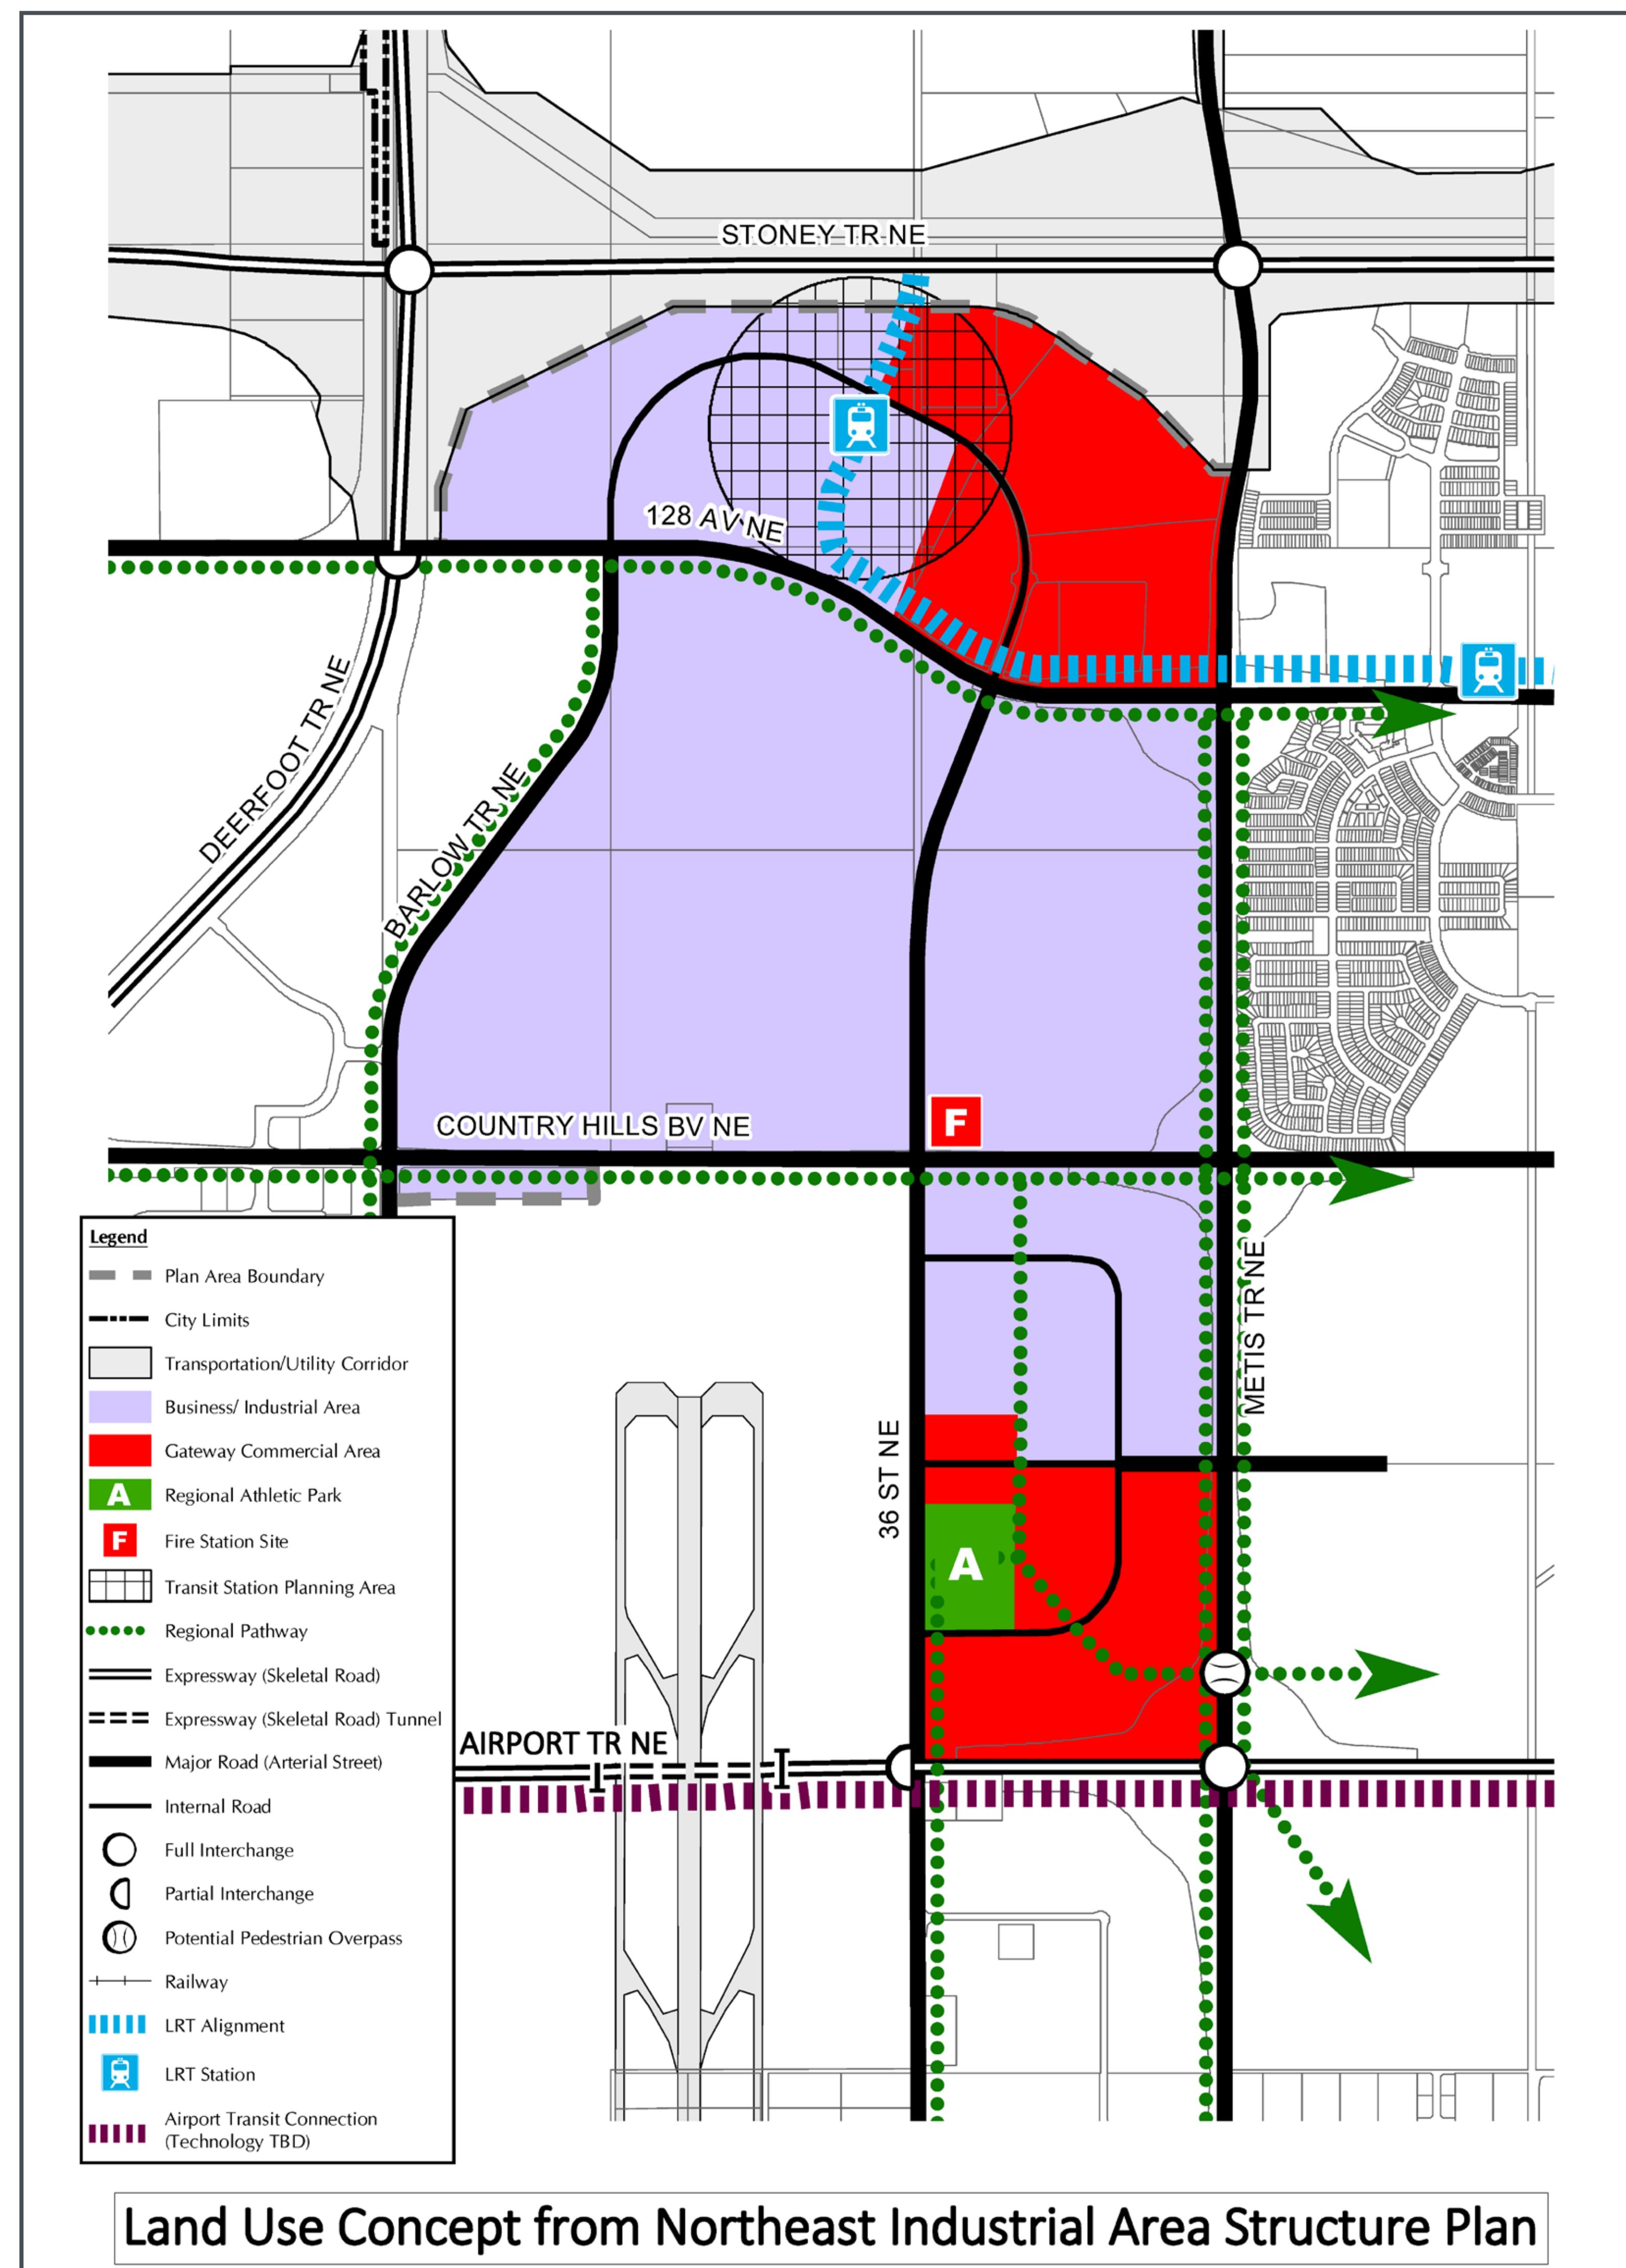 STONEY TR NE
128 AV NE
DEERFOOT TR NE
BARLOW TR NE
F
COUNTRY HILLS BV NE
METIS TR NE
36 ST NE
A
AIRPORT TR NE
Legend
Plan Area Boundary
City Limits
Transportation/Utility Corridor
Business/ Industrial Area
Gateway Commercial Area
A Regional Athletic Park
F Fire Station Site
Transit Station Planning Area
Regional Pathway
Expressway (Skeletal Road)
Expressway (Skeletal Road) Tunnel
Major Road (Arterial Street)
Internal Road
Full Interchange
Partial Interchange
Potential Pedestrian Overpass
Railway
LRT Alignment
LRT Station
Airport Transit Connection
(Technology TBD)
Land Use Concept from Northeast Industrial Area Structure Plan